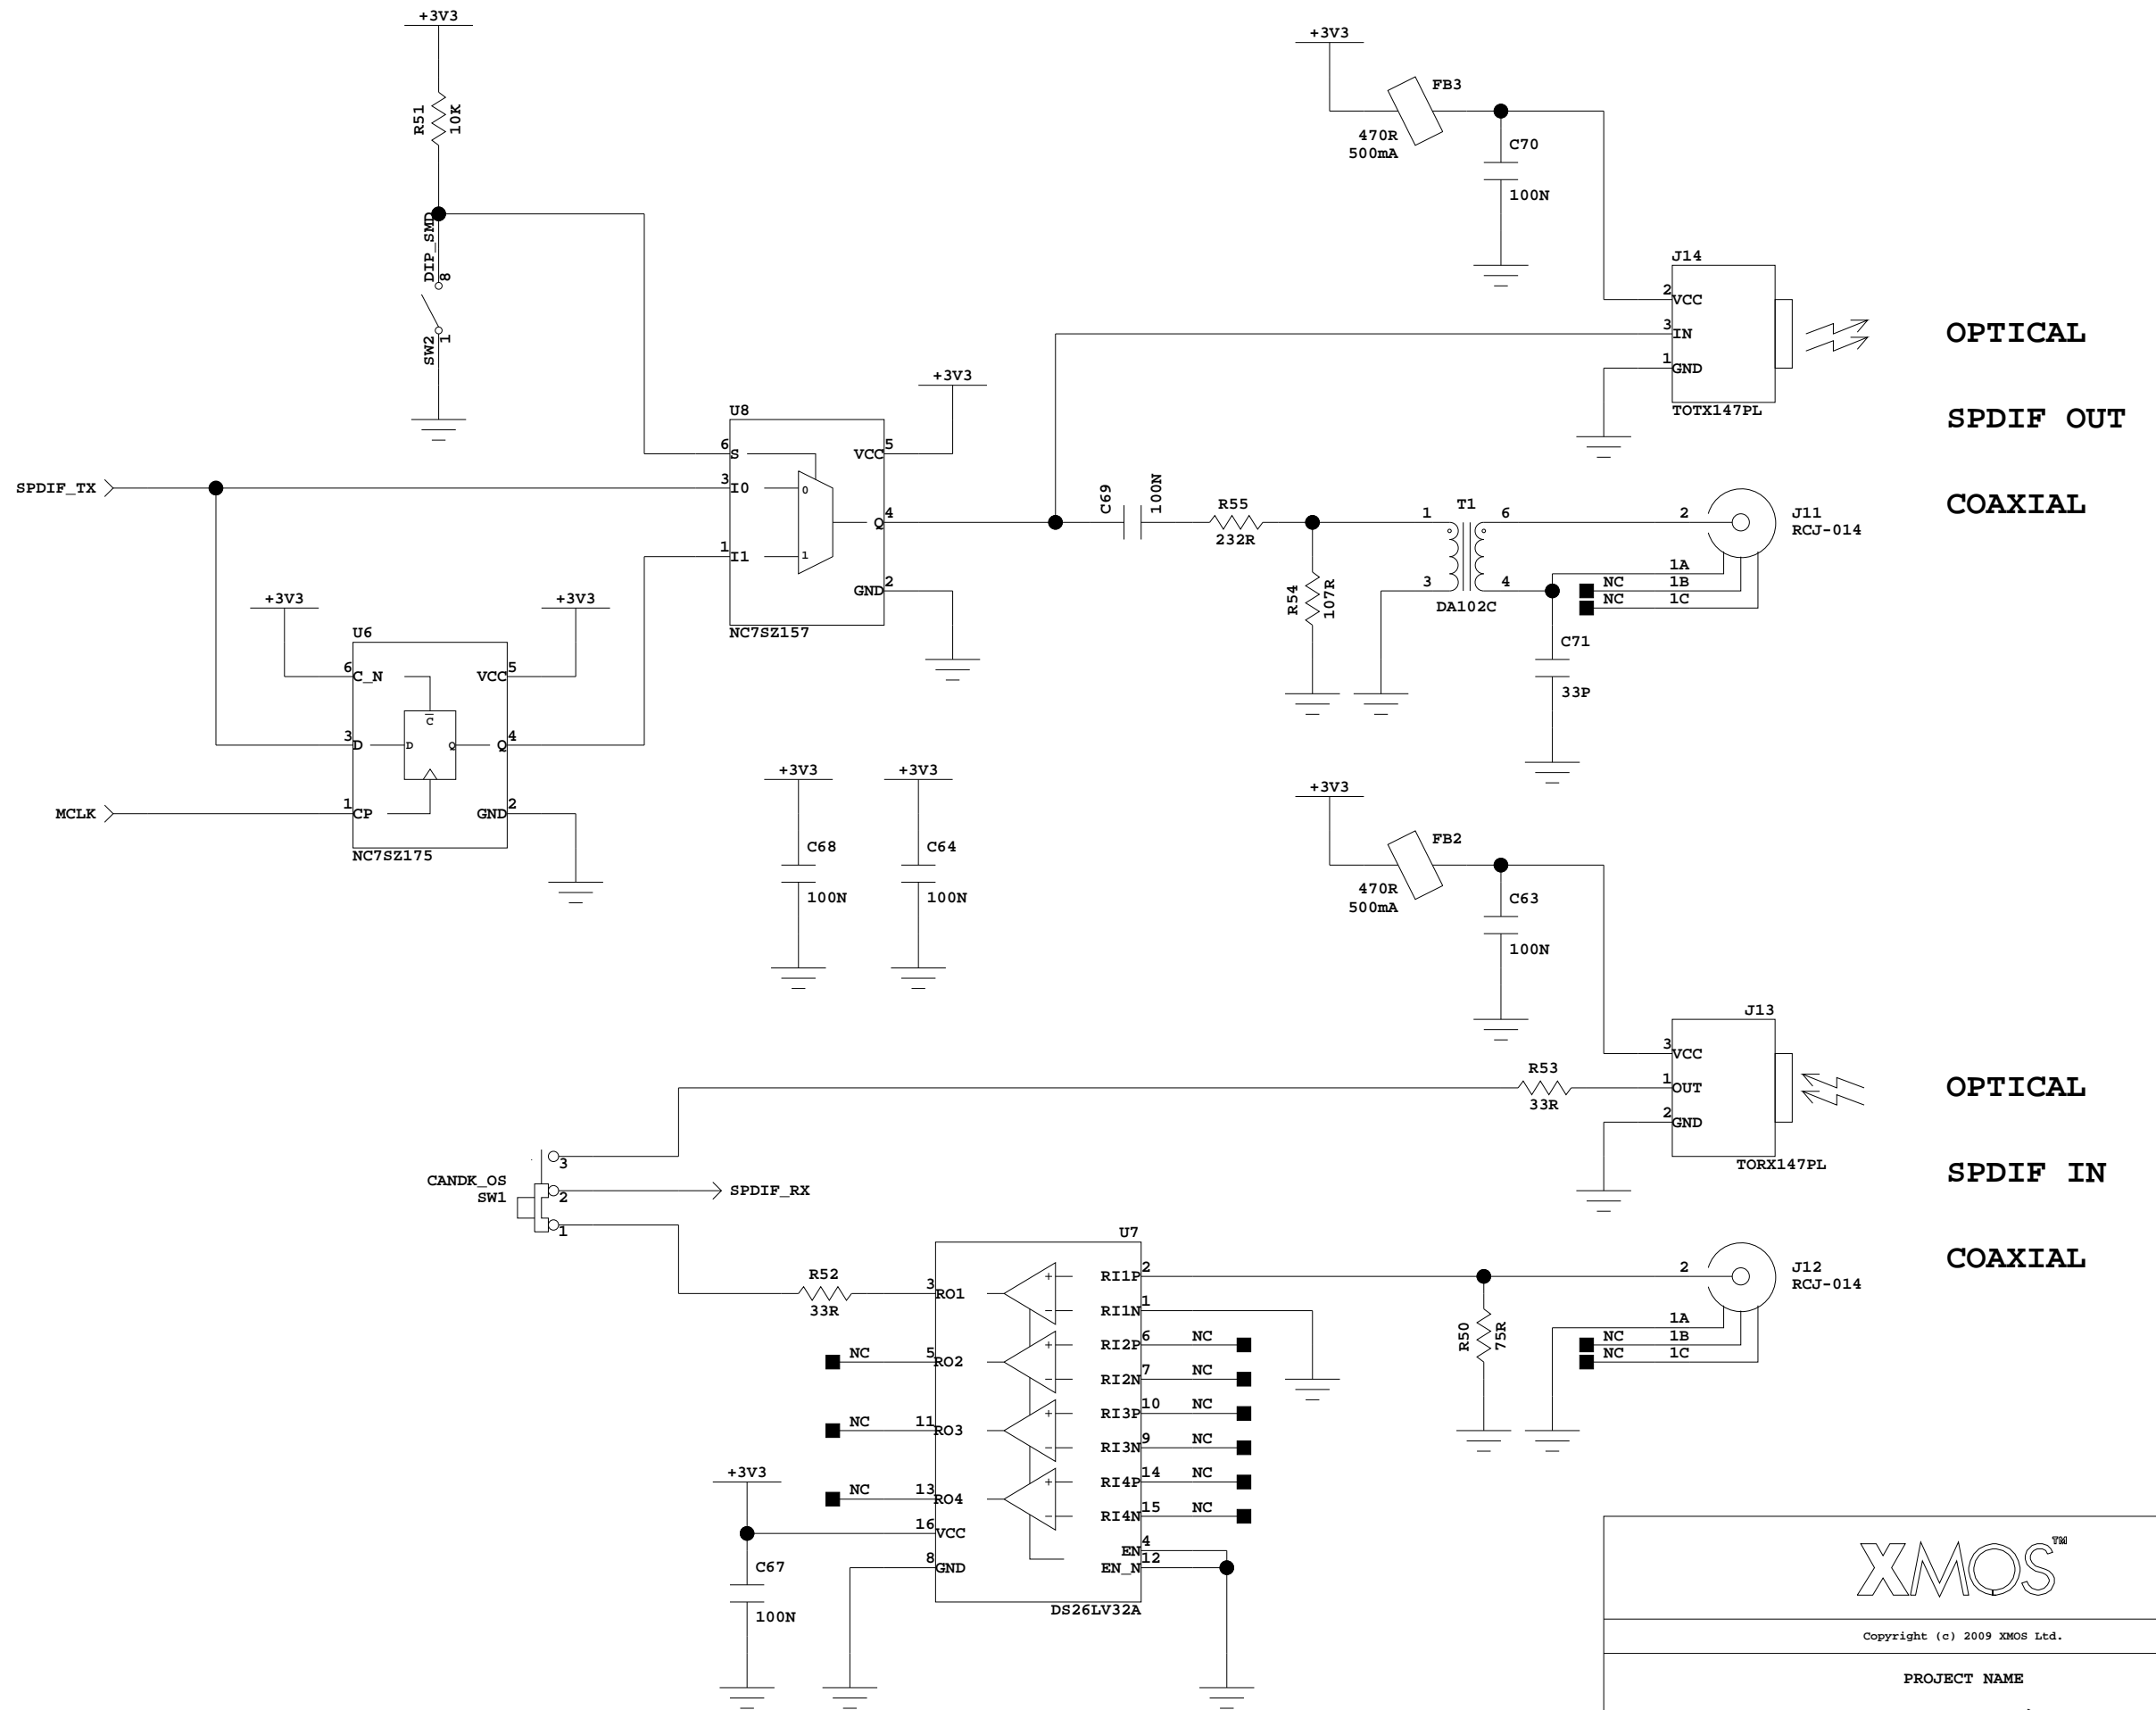 +3V3
R51
10K
DIP_SMD
8
SW2
1
+3V3
FB3
470R
500mA
C70
100N
J14
2
VCC
3
IN
1
GND
TOTX147PL
OPTICAL
SPDIF OUT
COAXIAL
SPDIF_TX
U8
+3V3
6
S
VCC
5
3
I0
0
Q
4
1
I1
1
GND
2
NC7SZ157
C69
100N
R55
232R
R54
107R
T1
1
6
3
4
DA102C
2
J11
RCJ-014
1A
NC
1B
NC
1C
C71
33P
+3V3
+3V3
U6
6
C_N
VCC
5
C
3
D
D
Q
Q
4
MCLK
1
CP
GND
2
NC7SZ175
+3V3
C68
100N
+3V3
C64
100N
+3V3
FB2
470R
500mA
C63
100N
J13
3
VCC
1
OUT
2
GND
TORX147PL
R53
33R
OPTICAL
SPDIF IN
COAXIAL
CANDK_OS
SW1
3
2
1
SPDIF_RX
R52
33R
U7
3
RO1
+
-
RI1P
2
RI1N
1
NC
5
RO2
+
-
RI2P
6
NC
RI2N
7
NC
NC
11
RO3
+
-
RI3P
10
NC
RI3N
9
NC
NC
13
RO4
+
-
RI4P
14
NC
RI4N
15
NC
16
VCC
8
GND
EN
4
EN_N
12
DS26LV32A
+3V3
C67
100N
R50
75R
2
J12
RCJ-014
1A
NC
1B
NC
1C
XMOS™
Copyright (c) 2009 XMOS Ltd.
PROJECT NAME